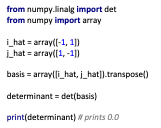 from numpy.linalg import det
from numpy import array
i_hat = array([-1, 1])
j_hat = array([1, -1])
basis = array([i_hat, j_hat]).transpose()
determinant = det(basis)
print(determinant) # prints 0.0